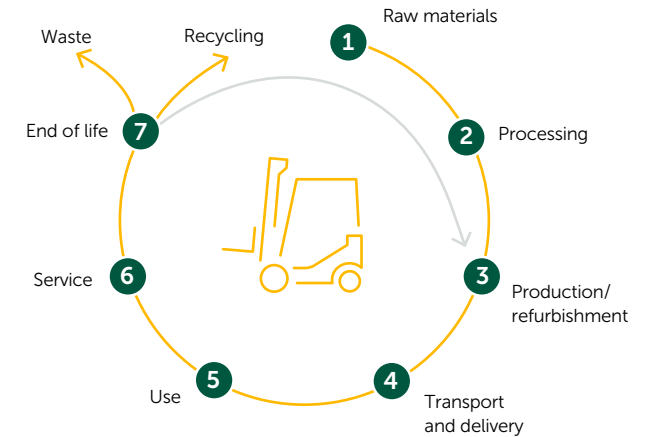 1
Raw materials
2
Processing
3
Production/
refurbishment
4
Transport
and delivery
5
Use
6
Service
7
End of life
Waste
Recycling